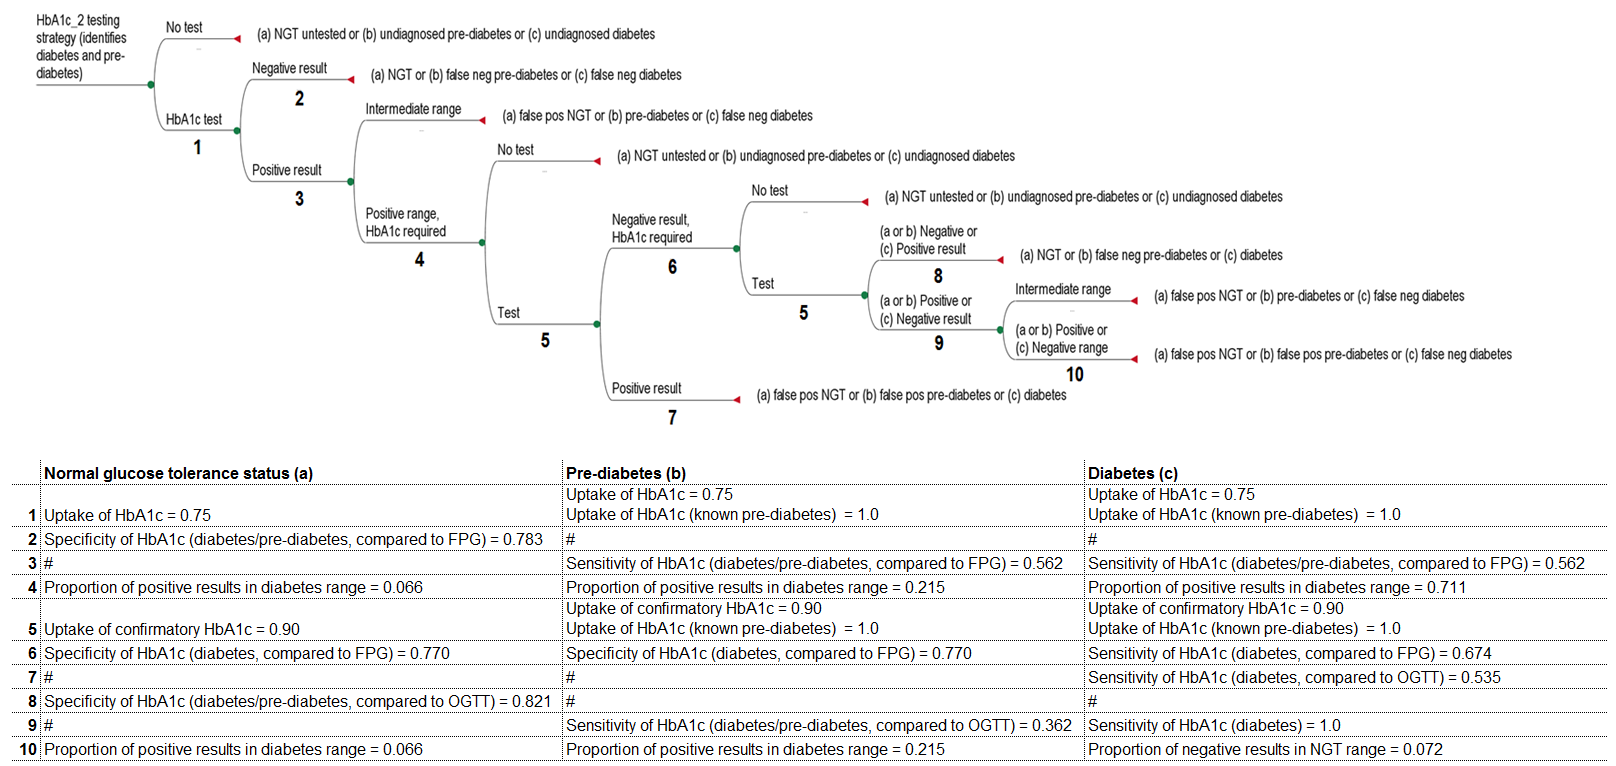 HbA1c_2 testing
strategy (identifies
diabetes and pre-
diabetes)
No test
(a) NGT untested or (b) undiagnosed pre-diabetes or (c) undiagnosed diabetes
Negative result
(a) NGT or (b) false neg pre-diabetes or (c) false neg diabetes
2
HbA1c test
1
Intermediate range
(a) false pos NGT or (b) pre-diabetes or (c) false neg diabetes
Positive result
3
No test
(a) NGT untested or (b) undiagnosed pre-diabetes or (c) undiagnosed diabetes
Positive range,
HbA1c required
4
No test
(a) NGT untested or (b) undiagnosed pre-diabetes or (c) undiagnosed diabetes
Negative result,
HbA1c required
6
(a or b) Negative or
(c) Positive result
(a) NGT or (b) false neg pre-diabetes or (c) diabetes
8
Test
5
Intermediate range
(a) false pos NGT or (b) pre-diabetes or (c) false neg diabetes
(a or b) Positive or
(c) Negative result
9
Test
5
(a or b) Positive or
(c) Negative range
(a) false pos NGT or (b) false pos pre-diabetes or (c) false neg diabetes
10
Positive result
(a) false pos NGT or (b) false pos pre-diabetes or (c) diabetes
7
Normal glucose tolerance status (a) Pre-diabetes (b) Diabetes (c)
Uptake of HbA1c = 0.75 Uptake of HbA1c = 0.75
1 Uptake of HbA1c = 0.75 Uptake of HbA1c (known pre-diabetes) = 1.0 Uptake of HbA1c (known pre-diabetes) = 1.0
2 Specificity of HbA1c (diabetes/pre-diabetes, compared to FPG) = 0.783 # #
3 # Sensitivity of HbA1c (diabetes/pre-diabetes, compared to FPG) = 0.562 Sensitivity of HbA1c (diabetes/pre-diabetes, compared to FPG) = 0.562
4 Proportion of positive results in diabetes range = 0.066 Proportion of positive results in diabetes range = 0.215 Proportion of positive results in diabetes range = 0.711
Uptake of confirmatory HbA1c = 0.90 Uptake of confirmatory HbA1c = 0.90
5 Uptake of confirmatory HbA1c = 0.90 Uptake of HbA1c (known pre-diabetes) = 1.0 Uptake of HbA1c (known pre-diabetes) = 1.0
6 Specificity of HbA1c (diabetes, compared to FPG) = 0.770 Specificity of HbA1c (diabetes, compared to FPG) = 0.770 Sensitivity of HbA1c (diabetes, compared to FPG) = 0.674
7 # # Sensitivity of HbA1c (diabetes, compared to OGTT) = 0.535
8 Specificity of HbA1c (diabetes/pre-diabetes, compared to OGTT) = 0.821 # #
9 # Sensitivity of HbA1c (diabetes/pre-diabetes, compared to OGTT) = 0.362 Sensitivity of HbA1c (diabetes) = 1.0
10 Proportion of positive results in diabetes range = 0.066 Proportion of positive results in diabetes range = 0.215 Proportion of negative results in NGT range = 0.072